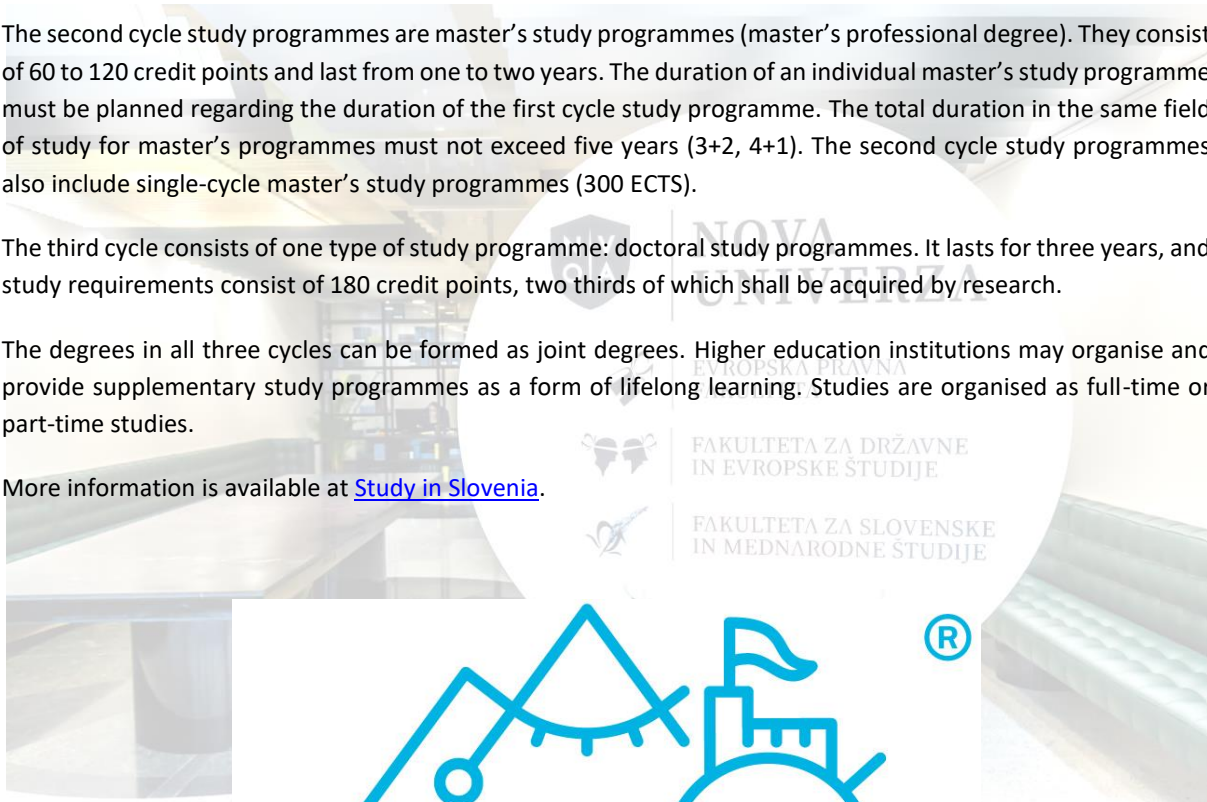 The second cycle study programmes are master's study programmes (master's professional degree). They consist
of 60 to 120 credit points and last from one to two years. The duration of an individual master's study programme
must be planned regarding the duration of the first cycle study programme. The total duration in the same field
of study for master's programmes must not exceed five years (3+2, 4+1). The second cycle study programmes
also include single-cycle master's study programmes (300 ECTS).
The third cycle consists of one type of study programme: doctoral study programmes. It lasts for three years, and
study requirements consist of 180 credit points, two thirds of which shall be acquired by research.
The degrees in all three cycles can be formed as joint degrees. Higher education institutions may organise and
provide supplementary study programmes as a form of lifelong learning. Studies are organised as full-time or
part-time studies.
More information is available at Study in Slovenia.
NOVA
UNIVERZA
EVROPSKA PRAVNA
FAKULTETA ZA DRŽAVNE
IN EVROPSKE ŠTUDIJE
FAKULTETA ZA SLOVENSKE
IN MEDNARODNE ŠTUDIJE
®